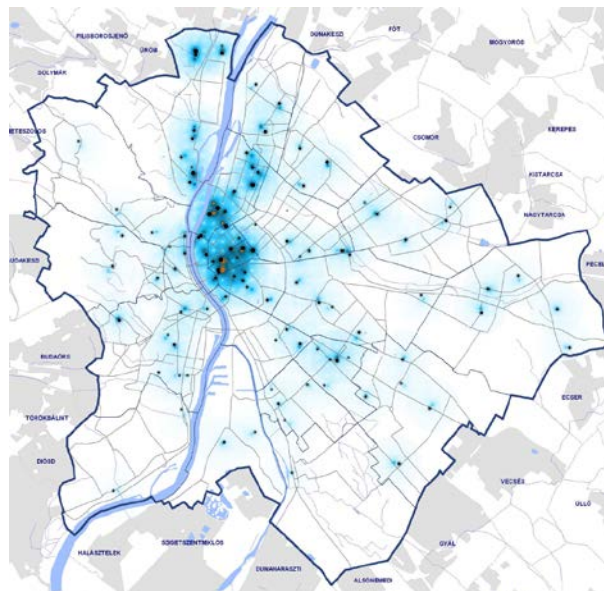 PILISBOROSJENŐ
ÜRÖM
DUNAKESZI
FÓT
MOGYORÓD
SOLYMÁR
CSÖMÖR
KEREPES
KISTARCSA
NAGYTARCSA
BUDAÖRS
TÖRÖKBÁLINT
DIÓSD
ECSER
VECSÉS
ÜLLŐ
HALÁSZTELEK
SZIGETSZENTMIKLÓS
GYÁL
DUNAHARASZTI
ALSÓNÉMEDI